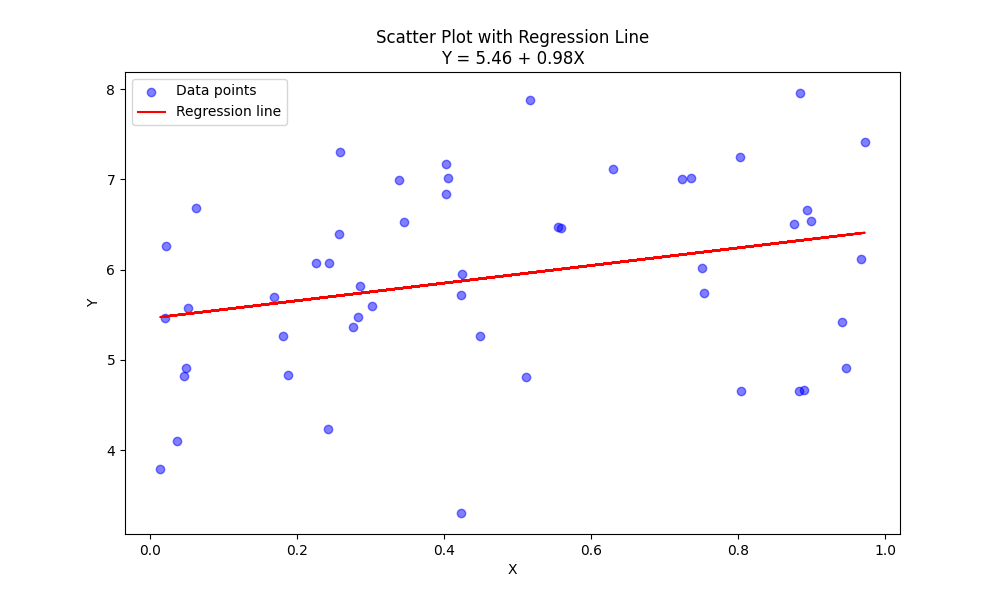 Scatter Plot with Regression Line
Y = 5.46 + 0.98X
Data points
Regression line
8
7
6
5
4
Y
0.0 0.2 0.4 0.6 0.8 1.0
X